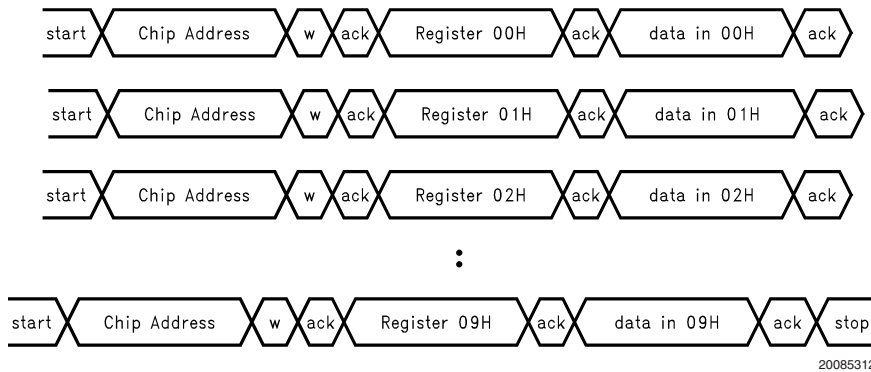 start Chip Address w ack Register 00H ack data in 00H ack
start Chip Address w ack Register 01H ack data in 01H ack
start Chip Address w ack Register 02H ack data in 02H ack
:
start Chip Address w ack Register 09H ack data in 09H ack stop
20085312